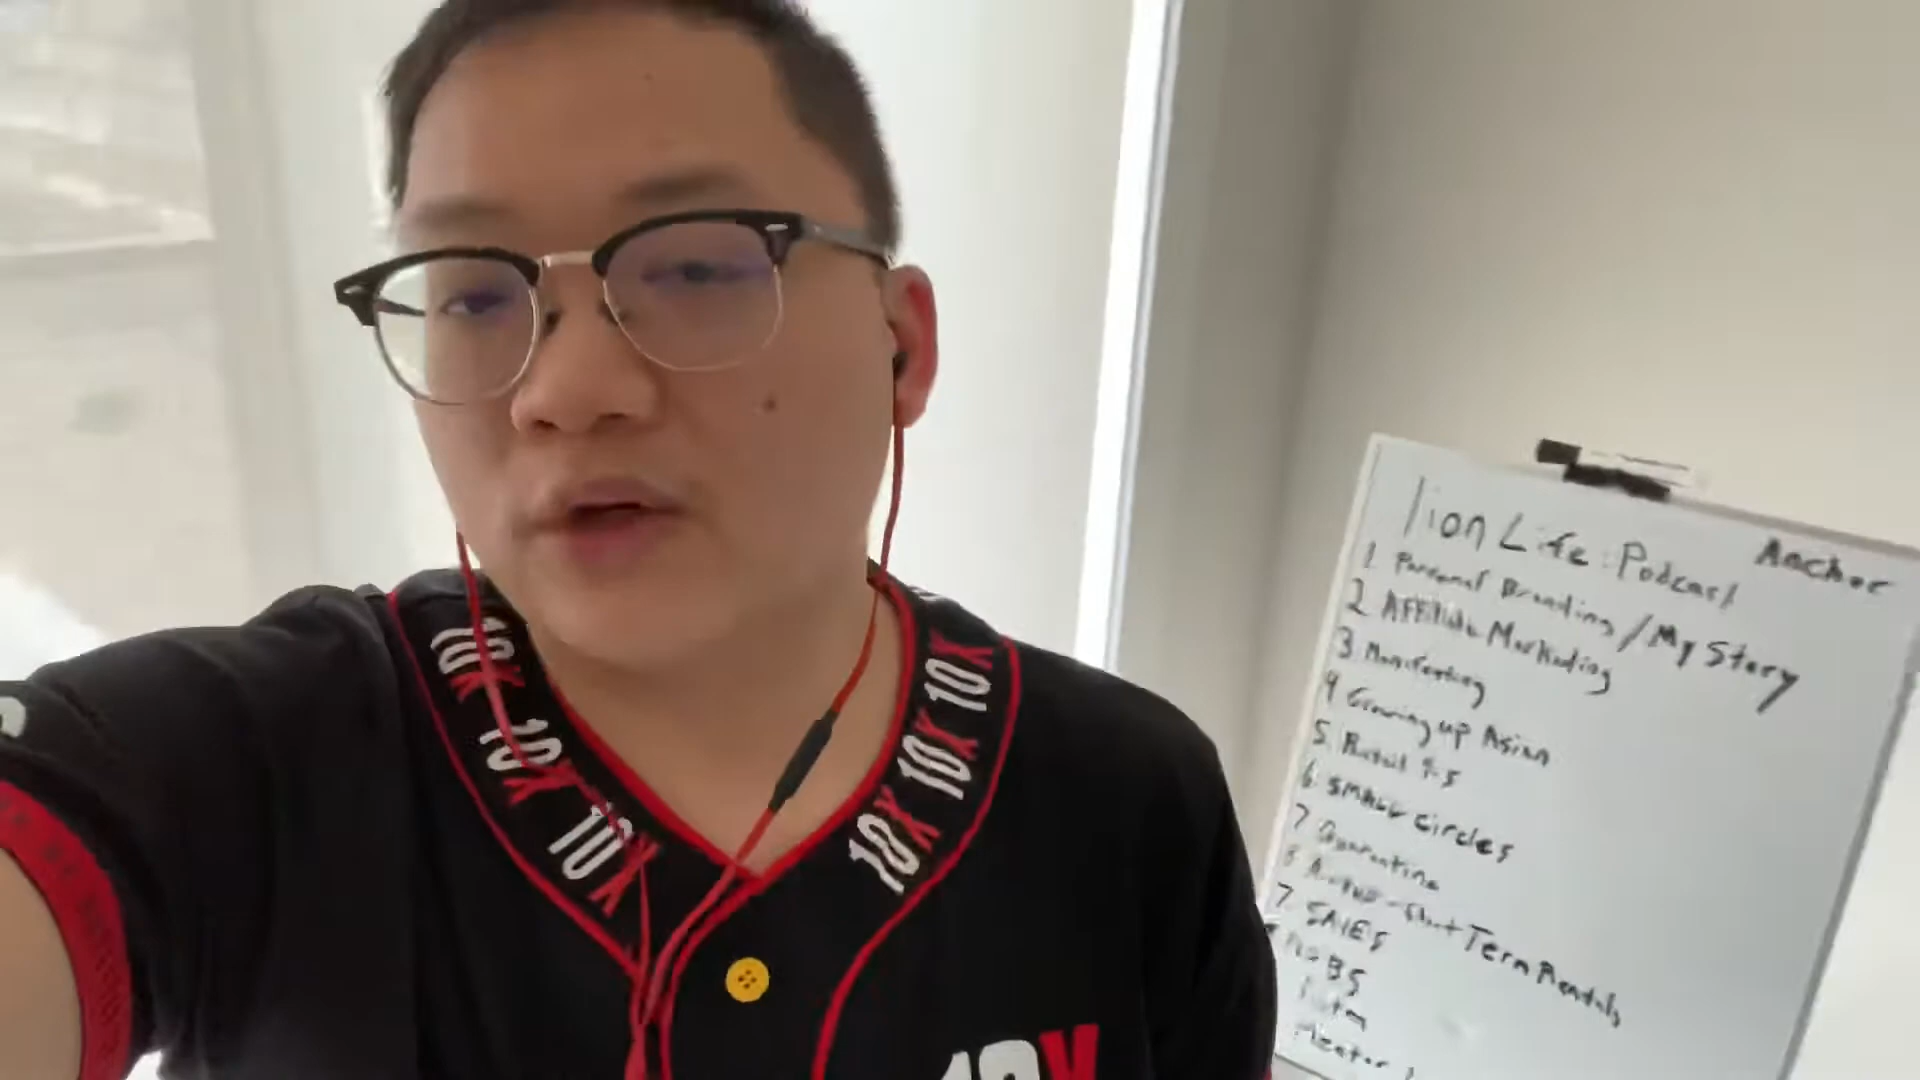 10X 10X
10X 10X
10X 10X
10X
lion Life: Podcast Anchor
1. Personal Branding / My Story
2 Affiliate Marketing
3 Manifesting
4 Growing up Asian
5 9-5
6 SMALL circles
7 Quarantine
8 Short Term Rentals
7. SALES
No BS
Mentor